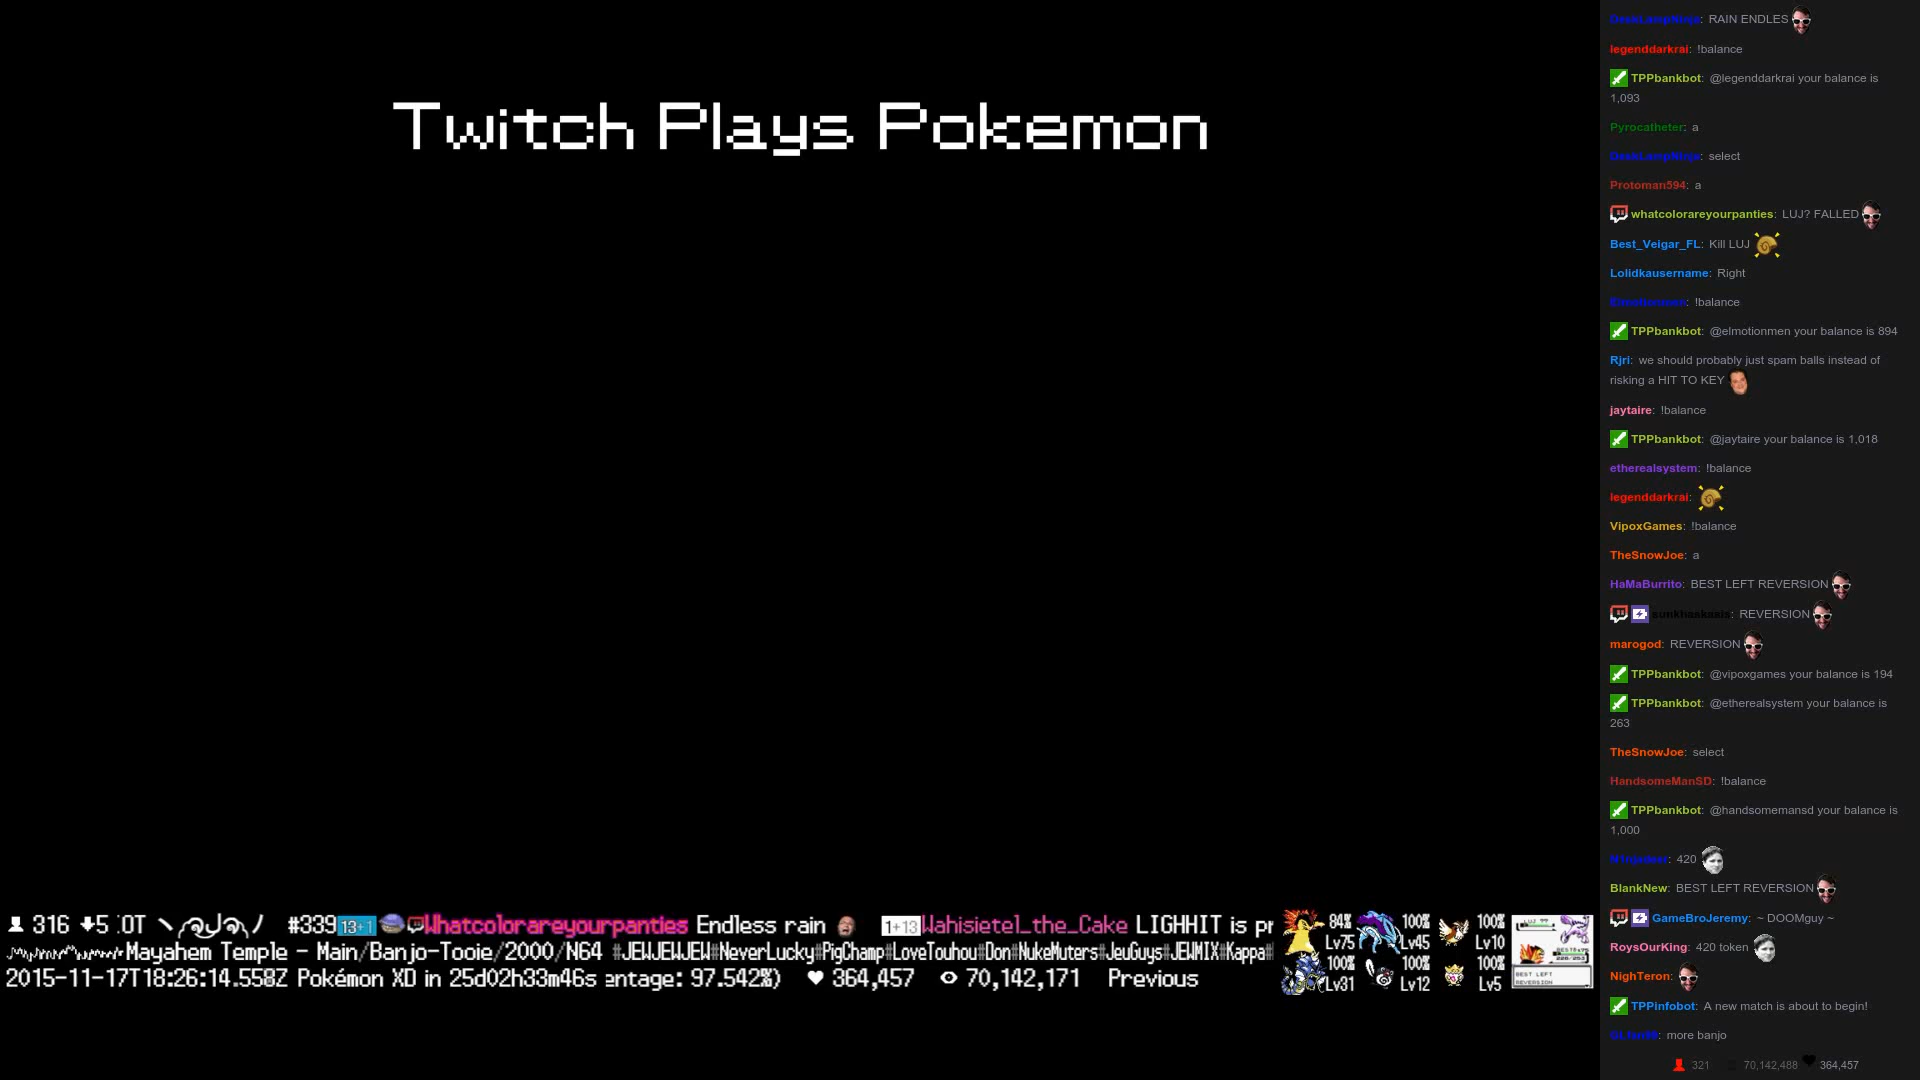 Twitch Plays Pokemon
316 5 #339 13+1 Whatcolorareyourpanties Endless rain 1+13 Wahisietel_the_Cake LIGHHIT is pr
Mayahem Temple - Main/Banjo-Tooie/2000/N64 #JEWJEWJEW#NeverLucky#PigChamp#LoveTouhou#Don#NukeMuters#JeuGuys#JEWMIX#Kappa#
2015-11-17T18:26:14.558Z Pokémon XD in 25d02h33m46s entage: 97.542%) 364,457 70,142,171 Previous
84% 100% 100%
Lv75 Lv45 Lv10
100% 100% 100%
Lv31 Lv12 Lv5
BEST LEFT
REVERSION
DeskLampNinja: RAIN ENDLES
legenddarkrai: !balance
TPPbankbot: @legenddarkrai your balance is
1,093
Pyrocatheter: a
DeskLampNinja: select
Protoman594: a
whatcolorareyourpanties: LUJ? FALLED
Best_Veigar_FL: Kill LUJ
Lolidkausername: Right
Elmotionmen: !balance
TPPbankbot: @elmotionmen your balance is 894
Rjri: we should probably just spam balls instead of
risking a HIT TO KEY
jaytaire: !balance
TPPbankbot: @jaytaire your balance is 1,018
etherealsystem: !balance
legenddarkrai:
VipoxGames: !balance
TheSnowJoe: a
HaMaBurrito: BEST LEFT REVERSION
REVERSION
marogod: REVERSION
TPPbankbot: @vipoxgames your balance is 194
TPPbankbot: @etherealsystem your balance is
263
TheSnowJoe: select
HandsomeManSD: !balance
TPPbankbot: @handsomemansd your balance is
1,000
420
BlankNew: BEST LEFT REVERSION
GameBroJeremy: ~ DOOMguy ~
RoysOurKing: 420 token
NighTeron:
TPPinfobot: A new match is about to begin!
more banjo
321 70,142,488 364,457